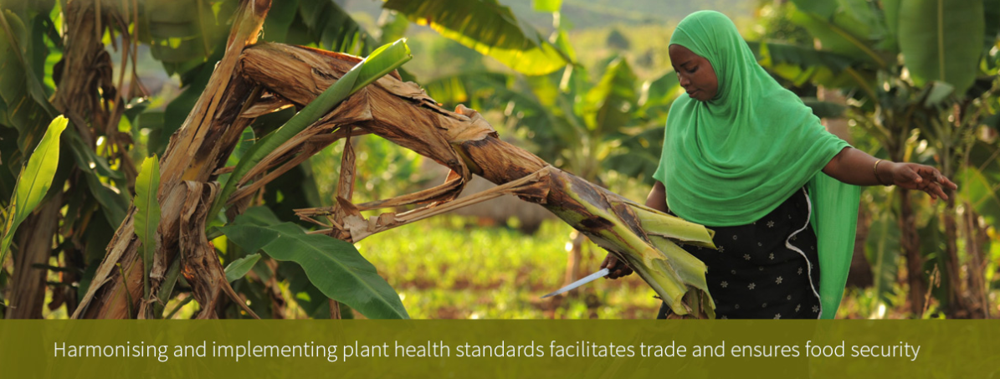 Harmonising and implementing plant health standards facilitates trade and ensures food security